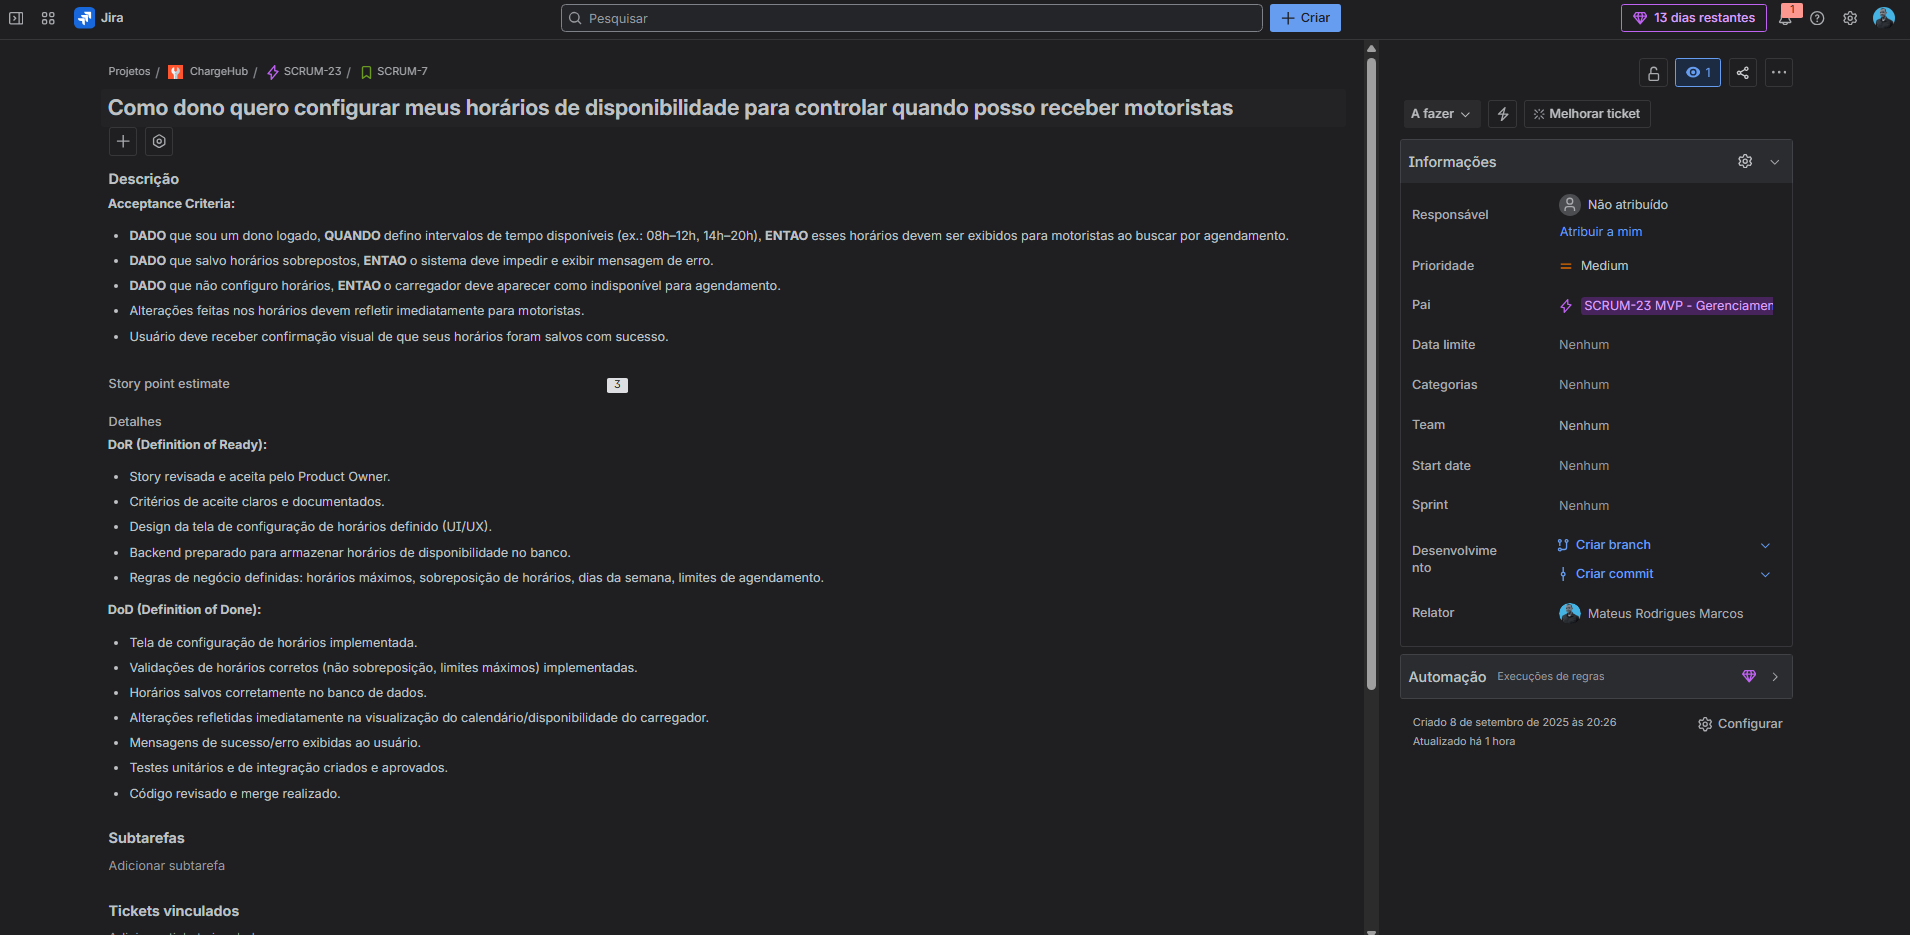 Jira
Pesquisar
Criar
13 dias restantes
1
Projetos / ChargeHub / SCRUM-23 / SCRUM-7
1
Como dono quero configurar meus horários de disponibilidade para controlar quando posso receber motoristas
A fazer
Melhorar ticket
Descrição
Acceptance Criteria:
DADO que sou um dono logado, QUANDO defino intervalos de tempo disponíveis (ex.: 08h–12h, 14h–20h), ENTAO esses horários devem ser exibidos para motoristas ao buscar por agendamento.
DADO que salvo horários sobrepostos, ENTAO o sistema deve impedir e exibir mensagem de erro.
DADO que não configuro horários, ENTAO o carregador deve aparecer como indisponível para agendamento.
Alterações feitas nos horários devem refletir imediatamente para motoristas.
Usuário deve receber confirmação visual de que seus horários foram salvos com sucesso.
Story point estimate
3
Detalhes
DoR (Definition of Ready):
Story revisada e aceita pelo Product Owner.
Critérios de aceite claros e documentados.
Design da tela de configuração de horários definido (UI/UX).
Backend preparado para armazenar horários de disponibilidade no banco.
Regras de negócio definidas: horários máximos, sobreposição de horários, dias da semana, limites de agendamento.
DoD (Definition of Done):
Tela de configuração de horários implementada.
Validações de horários corretos (não sobreposição, limites máximos) implementadas.
Horários salvos corretamente no banco de dados.
Alterações refletidas imediatamente na visualização do calendário/disponibilidade do carregador.
Mensagens de sucesso/erro exibidas ao usuário.
Testes unitários e de integração criados e aprovados.
Código revisado e merge realizado.
Subtarefas
Adicionar subtarefa
Tickets vinculados
Informações
Responsável
Não atribuído
Atribuir a mim
Prioridade
Medium
Pai
SCRUM-23 MVP - Gerenciamen
Data limite
Nenhum
Categorias
Nenhum
Team
Nenhum
Start date
Nenhum
Sprint
Nenhum
Desenvolvime
nto
Criar branch
Criar commit
Relator
Mateus Rodrigues Marcos
Automação
Execuções de regras
Criado 8 de setembro de 2025 às 20:26
Atualizado há 1 hora
Configurar